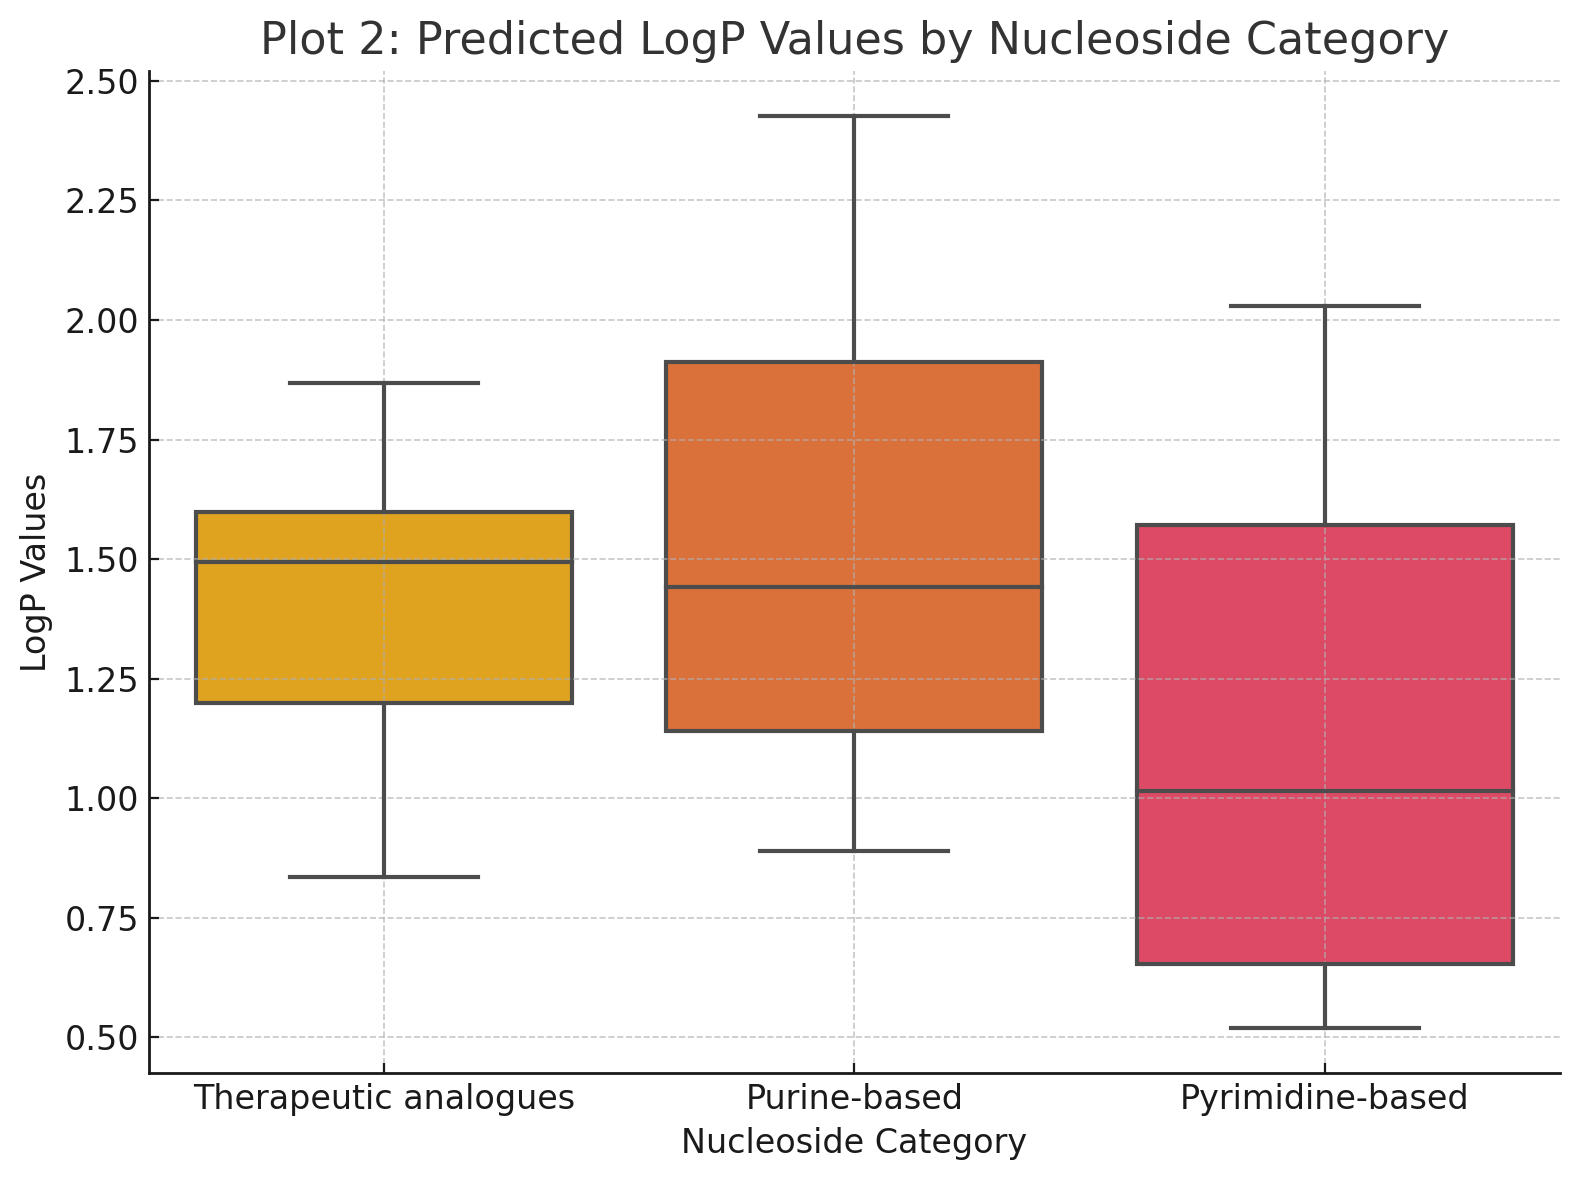 Plot 2: Predicted LogP Values by Nucleoside Category
2.50
2.25
2.00
1.75
1.50
1.25
1.00
0.75
0.50
LogP Values
Therapeutic analogues
Purine-based
Pyrimidine-based
Nucleoside Category